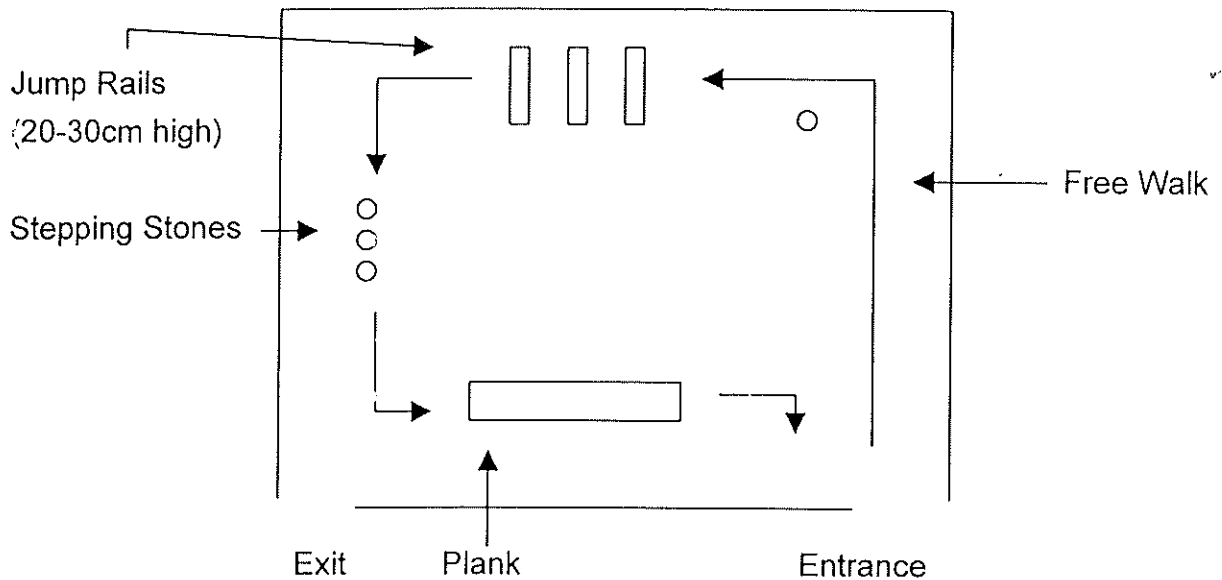 Jump Rails
(20-30cm high)
Free Walk
Stepping Stones
Exit
Plank
Entrance